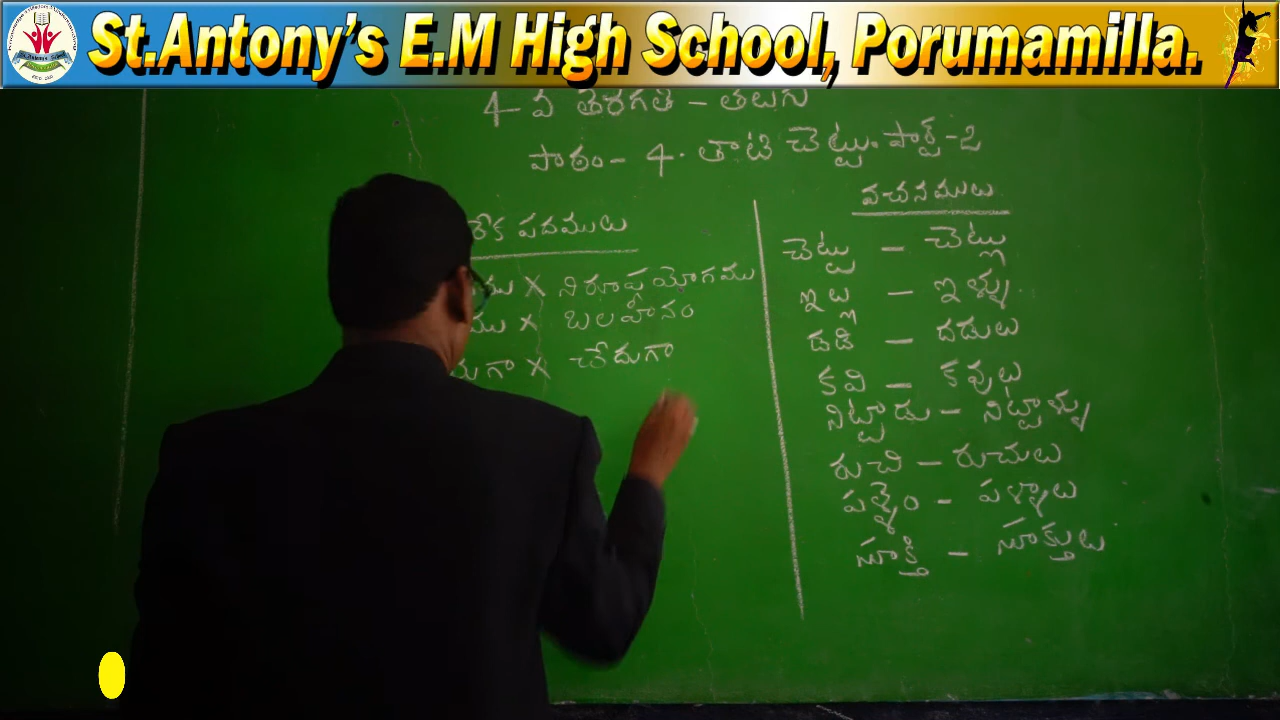 St.Antony's E.M High School, Porumamilla.
4-వ తరగతి - తెలుగు
పాఠం - 4. తాటి చెట్టు. పార్ట్-2
పదములు
X నిరుపయోగము
ము X బలహీనం
గా X చేదుగా
వచనములు
చెట్టు - చెట్లు
ఇల్లు - ఇళ్ళు.
దడి - దడులు
కవి - కవులు
నిట్టాడు - నిట్టాళ్ళు
రుచి - రుచులు
పళ్ళెం - పళ్ళాలు
సూక్తి - సూక్తులు